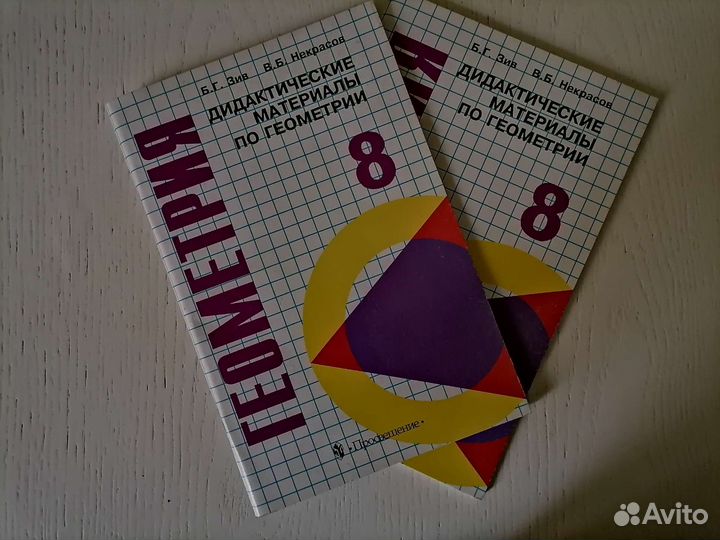 Б.Г. Зив В.Б. Некрасов
ДИДАКТИЧЕСКИЕ
МАТЕРИАЛЫ
ПО ГЕОМЕТРИИ
8
ГЕОМЕТРИЯ
• Просвещение •
Б.Г. Зив В.Б. Некрасов
ДИДАКТИЧЕСКИЕ
МАТЕРИАЛЫ
ПО ГЕОМЕТРИИ
8
Avito